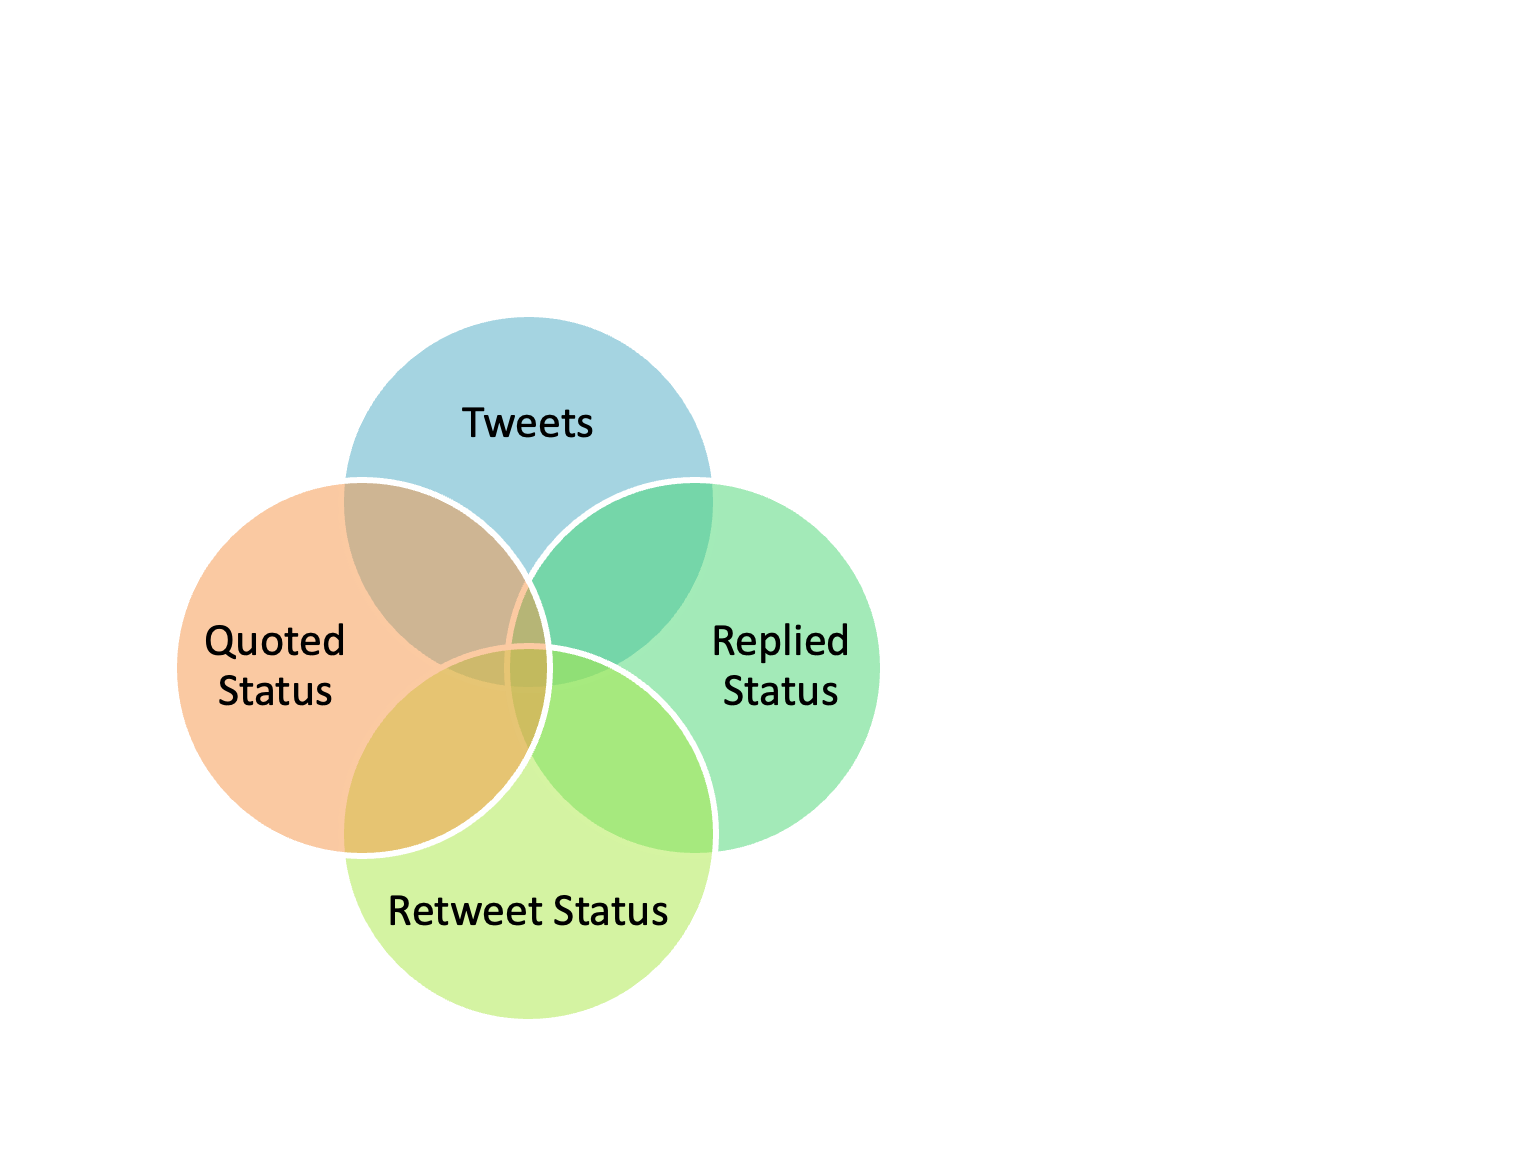 Tweets
Quoted
Status
Replied
Status
Retweet Status